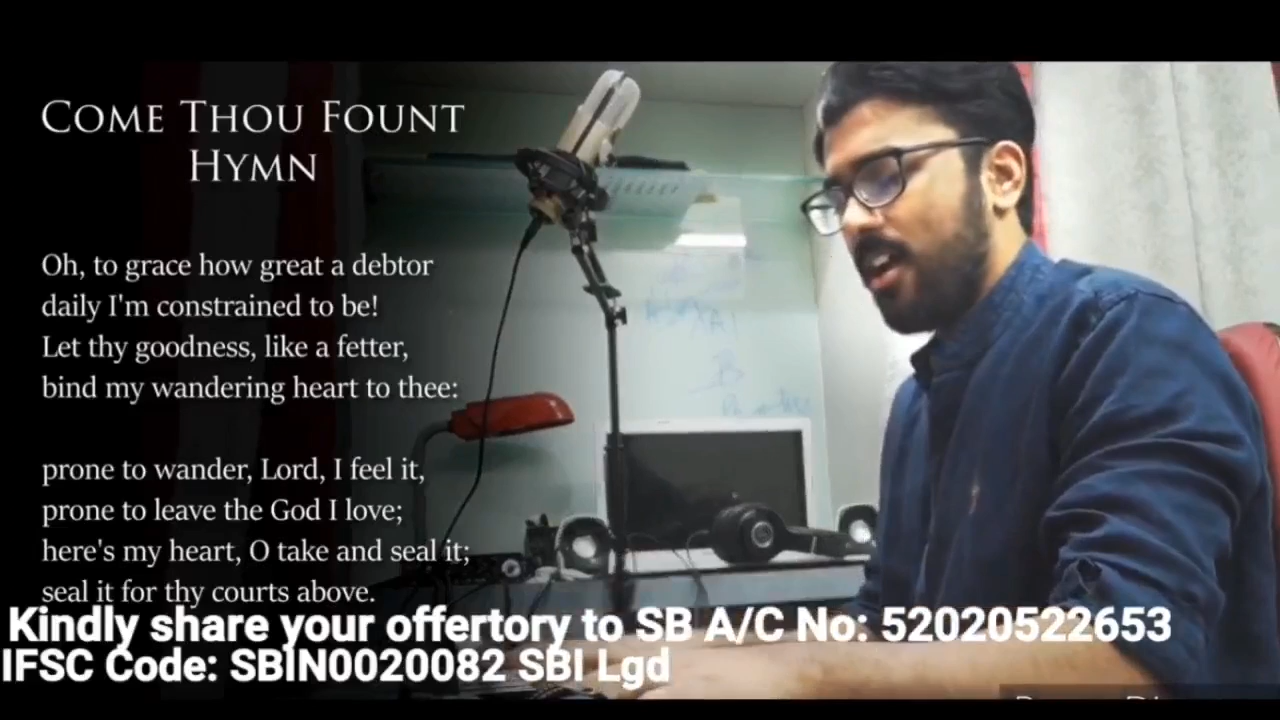 COME THOU FOUNT
HYMN
Oh, to grace how great a debtor
daily I'm constrained to be!
Let thy goodness, like a fetter,
bind my wandering heart to thee:
prone to wander, Lord, I feel it,
prone to leave the God I love;
here's my heart, O take and seal it;
seal it for thy courts above.
Kindly share your offertory to SB A/C No: 52020522653
IFSC Code: SBIN0020082 SBI Lgd